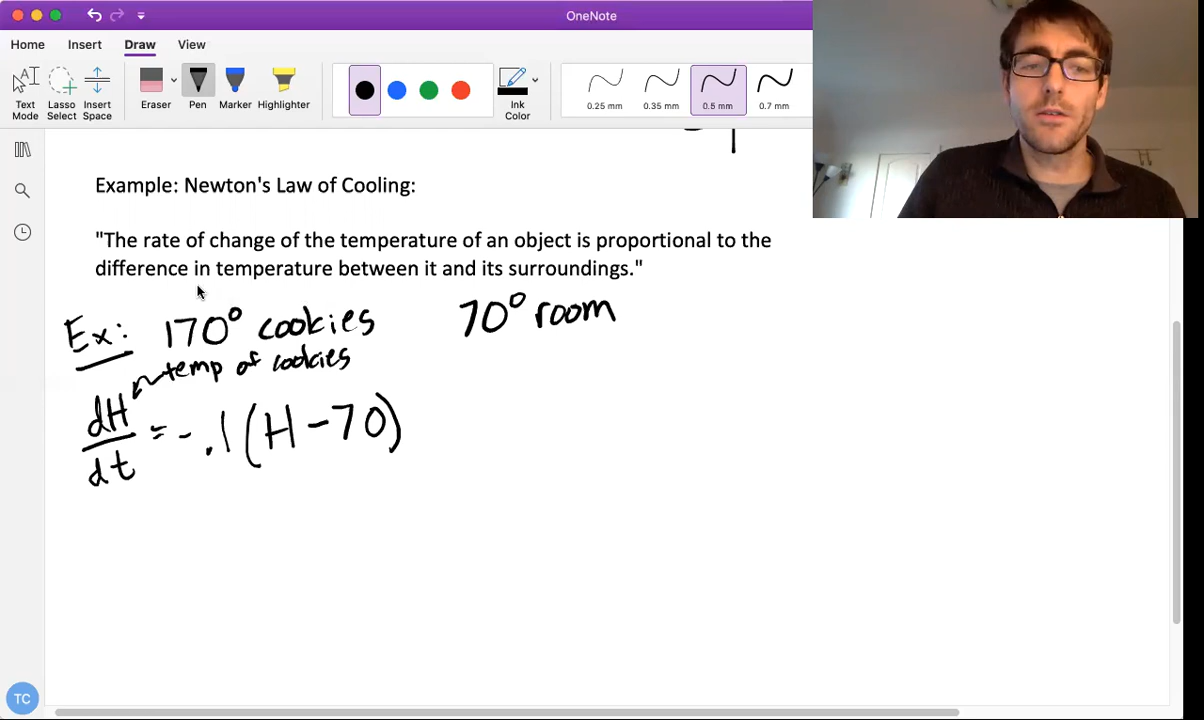 OneNote
Home Insert Draw View
Text Mode
Lasso Select
Insert Space
Eraser
Pen
Marker
Highlighter
Ink Color
0.25 mm
0.35 mm
0.5 mm
0.7 mm
Example: Newton's Law of Cooling:
"The rate of change of the temperature of an object is proportional to the
difference in temperature between it and its surroundings."
Ex: 170° cookies 70° room
temp of cookies
dH/dt = -.1(H-70)
TC